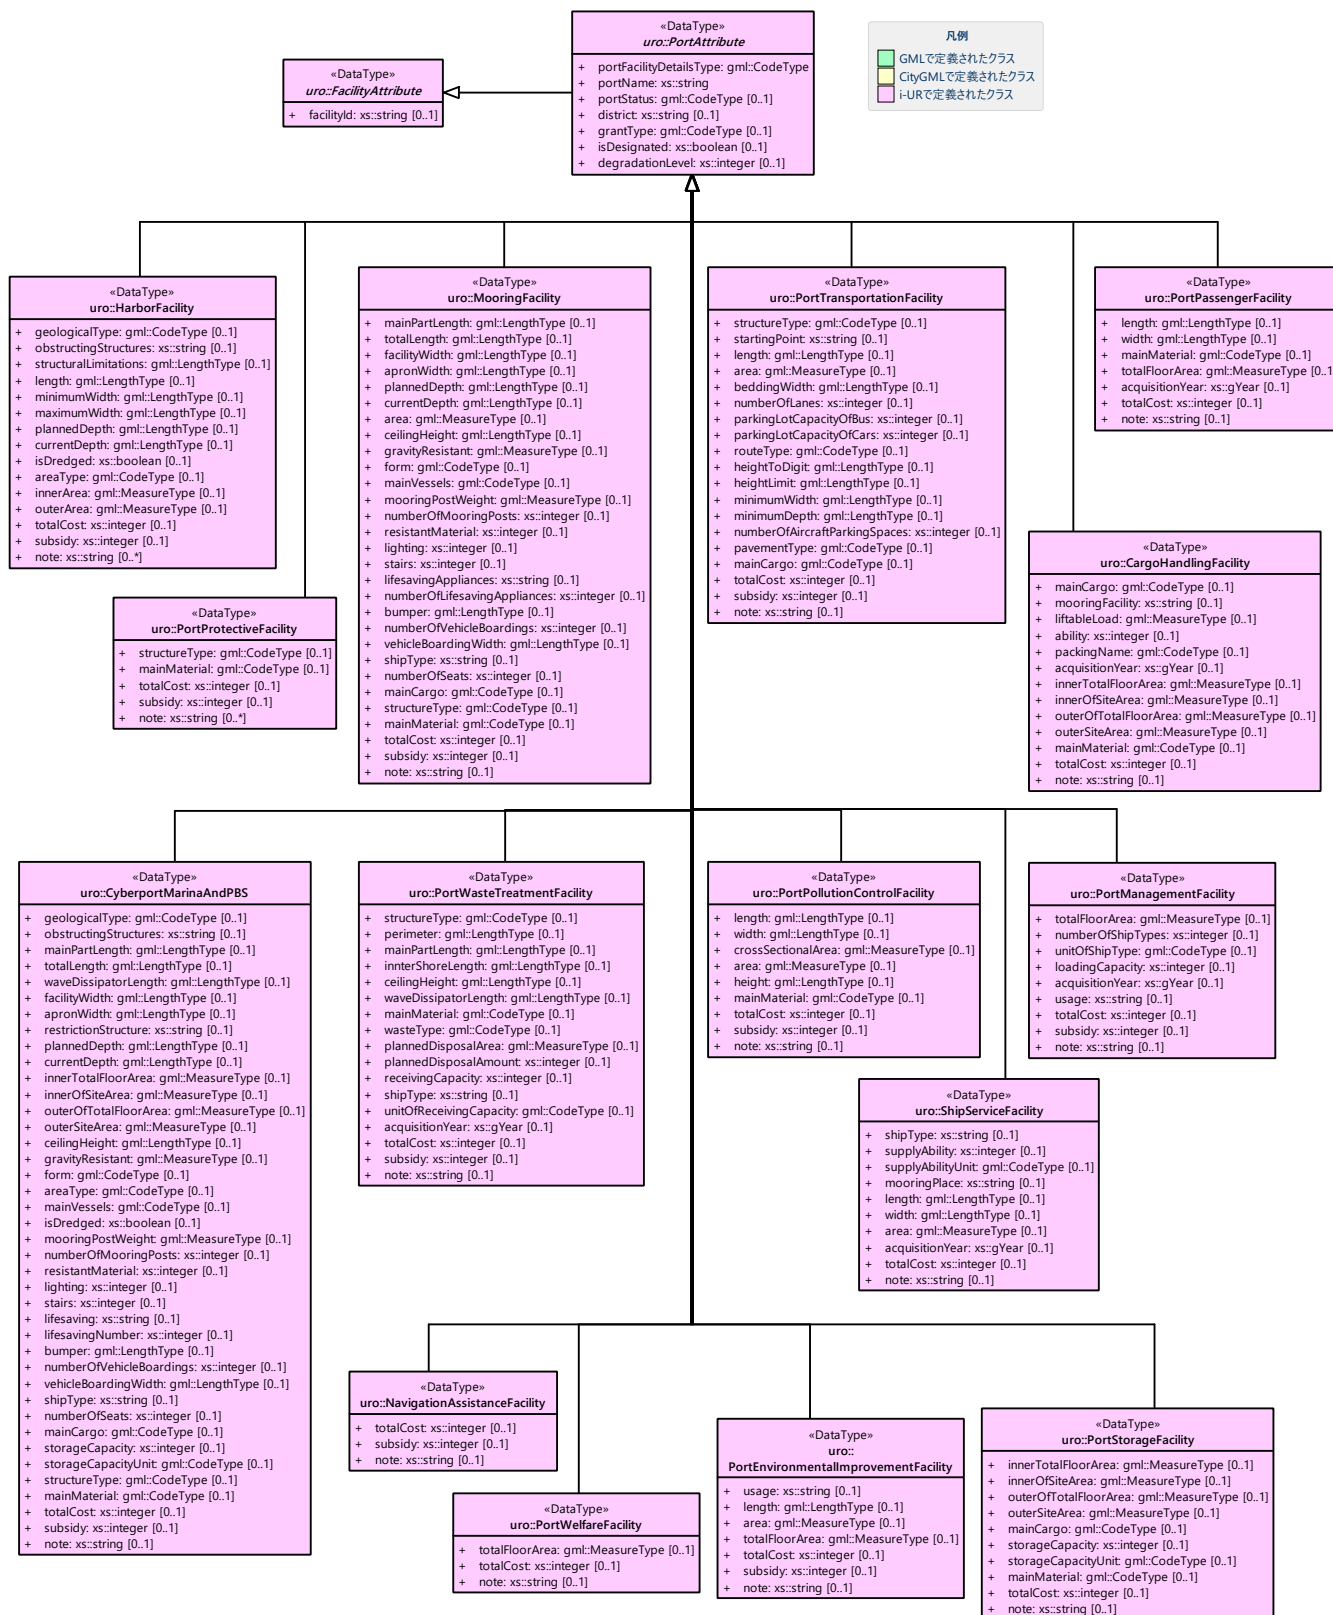 «DataType»
uro::PortAttribute
+ portFacilityDetailsType: gml::CodeType
+ portName: xs::string
+ portStatus: gml::CodeType [0..1]
+ district: xs::string [0..1]
+ grantType: gml::CodeType [0..1]
+ isDesignated: xs::boolean [0..1]
+ degradationLevel: xs::integer [0..1]
«DataType»
uro::FacilityAttribute
+ facilityId: xs::string [0..1]
凡例
GMLで定義されたクラス
CityGMLで定義されたクラス
i-URで定義されたクラス
«DataType»
uro::HarborFacility
+ geologicalType: gml::CodeType [0..1]
+ obstructingStructures: xs::string [0..1]
+ structuralLimitations: gml::LengthType [0..1]
+ length: gml::LengthType [0..1]
+ minimumWidth: gml::LengthType [0..1]
+ maximumWidth: gml::LengthType [0..1]
+ plannedDepth: gml::LengthType [0..1]
+ currentDepth: gml::LengthType [0..1]
+ isDredged: xs::boolean [0..1]
+ areaType: gml::CodeType [0..1]
+ innerArea: gml::MeasureType [0..1]
+ outerArea: gml::MeasureType [0..1]
+ totalCost: xs::integer [0..1]
+ subsidy: xs::integer [0..1]
+ note: xs::string [0..*]
«DataType»
uro::PortProtectiveFacility
+ structureType: gml::CodeType [0..1]
+ mainMaterial: gml::CodeType [0..1]
+ totalCost: xs::integer [0..1]
+ subsidy: xs::integer [0..1]
+ note: xs::string [0..*]
«DataType»
uro::MooringFacility
+ mainPartLength: gml::LengthType [0..1]
+ totalLength: gml::LengthType [0..1]
+ facilityWidth: gml::LengthType [0..1]
+ apronWidth: gml::LengthType [0..1]
+ plannedDepth: gml::LengthType [0..1]
+ currentDepth: gml::LengthType [0..1]
+ area: gml::MeasureType [0..1]
+ ceilingHeight: gml::LengthType [0..1]
+ gravityResistant: gml::MeasureType [0..1]
+ form: gml::CodeType [0..1]
+ mainVessels: gml::CodeType [0..1]
+ mooringPostWeight: gml::MeasureType [0..1]
+ numberOfMooringPosts: xs::integer [0..1]
+ resistantMaterial: xs::integer [0..1]
+ lighting: xs::integer [0..1]
+ stairs: xs::integer [0..1]
+ lifesavingAppliances: xs::string [0..1]
+ numberOfLifesavingAppliances: xs::integer [0..1]
+ bumper: gml::LengthType [0..1]
+ numberOfVehicleBoardings: xs::integer [0..1]
+ vehicleBoardingWidth: gml::LengthType [0..1]
+ shipType: xs::string [0..1]
+ numberOfSeats: xs::integer [0..1]
+ mainCargo: gml::CodeType [0..1]
+ structureType: gml::CodeType [0..1]
+ mainMaterial: gml::CodeType [0..1]
+ totalCost: xs::integer [0..1]
+ subsidy: xs::integer [0..1]
+ note: xs::string [0..1]
«DataType»
uro::PortTransportationFacility
+ structureType: gml::CodeType [0..1]
+ startingPoint: xs::string [0..1]
+ length: gml::LengthType [0..1]
+ area: gml::MeasureType [0..1]
+ beddingWidth: gml::LengthType [0..1]
+ numberOfLanes: xs::integer [0..1]
+ parkingLotCapacityOfBus: xs::integer [0..1]
+ parkingLotCapacityOfCars: xs::integer [0..1]
+ routeType: gml::CodeType [0..1]
+ heightToDigit: gml::LengthType [0..1]
+ heightLimit: gml::LengthType [0..1]
+ minimumWidth: gml::LengthType [0..1]
+ minimumDepth: gml::LengthType [0..1]
+ numberOfAircraftParkingSpaces: xs::integer [0..1]
+ pavementType: gml::CodeType [0..1]
+ mainCargo: gml::CodeType [0..1]
+ totalCost: xs::integer [0..1]
+ subsidy: xs::integer [0..1]
+ note: xs::string [0..1]
«DataType»
uro::PortPassengerFacility
+ length: gml::LengthType [0..1]
+ width: gml::LengthType [0..1]
+ mainMaterial: gml::CodeType [0..1]
+ totalFloorArea: gml::MeasureType [0..1
+ acquisitionYear: xs::gYear [0..1]
+ totalCost: xs::integer [0..1]
+ note: xs::string [0..1]
«DataType»
uro::CargoHandlingFacility
+ mainCargo: gml::CodeType [0..1]
+ mooringFacility: xs::string [0..1]
+ liftableLoad: gml::MeasureType [0..1]
+ ability: xs::integer [0..1]
+ packingName: gml::CodeType [0..1]
+ acquisitionYear: xs::gYear [0..1]
+ innerTotalFloorArea: gml::MeasureType [0..1]
+ innerOfSiteArea: gml::MeasureType [0..1]
+ outerOfTotalFloorArea: gml::MeasureType [0..1]
+ outerSiteArea: gml::MeasureType [0..1]
+ mainMaterial: gml::CodeType [0..1]
+ totalCost: xs::integer [0..1]
+ note: xs::string [0..1]
«DataType»
uro::CyberportMarinaAndPBS
+ geologicalType: gml::CodeType [0..1]
+ obstructingStructures: xs::string [0..1]
+ mainPartLength: gml::LengthType [0..1]
+ totalLength: gml::LengthType [0..1]
+ waveDissipatorLength: gml::LengthType [0..1]
+ facilityWidth: gml::LengthType [0..1]
+ apronWidth: gml::LengthType [0..1]
+ restrictionStructure: xs::string [0..1]
+ plannedDepth: gml::LengthType [0..1]
+ currentDepth: gml::LengthType [0..1]
+ innerTotalFloorArea: gml::MeasureType [0..1]
+ innerOfSiteArea: gml::MeasureType [0..1]
+ outerOfTotalFloorArea: gml::MeasureType [0..1]
+ outerSiteArea: gml::MeasureType [0..1]
+ ceilingHeight: gml::LengthType [0..1]
+ gravityResistant: gml::MeasureType [0..1]
+ form: gml::CodeType [0..1]
+ areaType: gml::CodeType [0..1]
+ mainVessels: gml::CodeType [0..1]
+ isDredged: xs::boolean [0..1]
+ mooringPostWeight: gml::MeasureType [0..1]
+ numberOfMooringPosts: xs::integer [0..1]
+ resistantMaterial: xs::integer [0..1]
+ lighting: xs::integer [0..1]
+ stairs: xs::integer [0..1]
+ lifesaving: xs::string [0..1]
+ lifesavingNumber: xs::integer [0..1]
+ bumper: gml::LengthType [0..1]
+ numberOfVehicleBoardings: xs::integer [0..1]
+ vehicleBoardingWidth: gml::LengthType [0..1]
+ shipType: xs::string [0..1]
+ numberOfSeats: xs::integer [0..1]
+ mainCargo: gml::CodeType [0..1]
+ storageCapacity: xs::integer [0..1]
+ storageCapacityUnit: gml::CodeType [0..1]
+ structureType: gml::CodeType [0..1]
+ mainMaterial: gml::CodeType [0..1]
+ totalCost: xs::integer [0..1]
+ subsidy: xs::integer [0..1]
+ note: xs::string [0..1]
«DataType»
uro::PortWasteTreatmentFacility
+ structureType: gml::CodeType [0..1]
+ perimeter: gml::LengthType [0..1]
+ mainPartLength: gml::LengthType [0..1]
+ innterShoreLength: gml::LengthType [0..1]
+ ceilingHeight: gml::LengthType [0..1]
+ waveDissipatorLength: gml::LengthType [0..1]
+ mainMaterial: gml::CodeType [0..1]
+ wasteType: gml::CodeType [0..1]
+ plannedDisposalArea: gml::MeasureType [0..1]
+ plannedDisposalAmount: xs::integer [0..1]
+ receivingCapacity: xs::integer [0..1]
+ shipType: xs::string [0..1]
+ unitOfReceivingCapacity: gml::CodeType [0..1]
+ acquisitionYear: xs::gYear [0..1]
+ totalCost: xs::integer [0..1]
+ subsidy: xs::integer [0..1]
+ note: xs::string [0..1]
«DataType»
uro::PortPollutionControlFacility
+ length: gml::LengthType [0..1]
+ width: gml::LengthType [0..1]
+ crossSectionalArea: gml::MeasureType [0..1]
+ area: gml::MeasureType [0..1]
+ height: gml::LengthType [0..1]
+ mainMaterial: gml::CodeType [0..1]
+ totalCost: xs::integer [0..1]
+ subsidy: xs::integer [0..1]
+ note: xs::string [0..1]
«DataType»
uro::PortManagementFacility
+ totalFloorArea: gml::MeasureType [0..1]
+ numberOfShipTypes: xs::integer [0..1]
+ unitOfShipType: gml::CodeType [0..1]
+ loadingCapacity: xs::integer [0..1]
+ acquisitionYear: xs::gYear [0..1]
+ usage: xs::string [0..1]
+ totalCost: xs::integer [0..1]
+ subsidy: xs::integer [0..1]
+ note: xs::string [0..1]
«DataType»
uro::ShipServiceFacility
+ shipType: xs::string [0..1]
+ supplyAbility: xs::integer [0..1]
+ supplyAbilityUnit: gml::CodeType [0..1]
+ mooringPlace: xs::string [0..1]
+ length: gml::LengthType [0..1]
+ width: gml::LengthType [0..1]
+ area: gml::MeasureType [0..1]
+ acquisitionYear: xs::gYear [0..1]
+ totalCost: xs::integer [0..1]
+ note: xs::string [0..1]
«DataType»
uro::NavigationAssistanceFacility
+ totalCost: xs::integer [0..1]
+ subsidy: xs::integer [0..1]
+ note: xs::string [0..1]
«DataType»
uro::PortWelfareFacility
+ totalFloorArea: gml::MeasureType [0..1]
+ totalCost: xs::integer [0..1]
+ note: xs::string [0..1]
«DataType»
uro::
PortEnvironmentalImprovementFacility
+ usage: xs::string [0..1]
+ length: gml::LengthType [0..1]
+ area: gml::MeasureType [0..1]
+ totalFloorArea: gml::MeasureType [0..1]
+ totalCost: xs::integer [0..1]
+ subsidy: xs::integer [0..1]
+ note: xs::string [0..1]
«DataType»
uro::PortStorageFacility
+ innerTotalFloorArea: gml::MeasureType [0..1]
+ innerOfSiteArea: gml::MeasureType [0..1]
+ outerOfTotalFloorArea: gml::MeasureType [0..1]
+ outerSiteArea: gml::MeasureType [0..1]
+ mainCargo: gml::CodeType [0..1]
+ storageCapacity: xs::integer [0..1]
+ storageCapacityUnit: gml::CodeType [0..1]
+ mainMaterial: gml::CodeType [0..1]
+ totalCost: xs::integer [0..1]
+ note: xs::string [0..1]